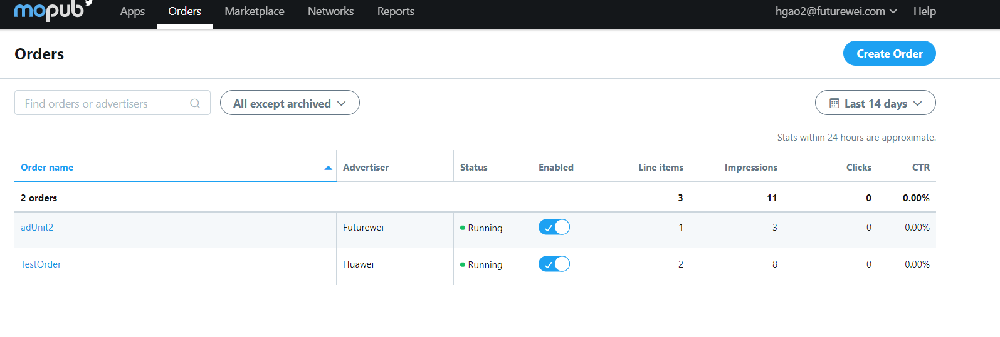 mopub Apps Orders Marketplace Networks Reports hgao2@futurewei.com Help
Orders Create Order
Find orders or advertisers All except archived Last 14 days
Stats within 24 hours are approximate.
Order name Advertiser Status Enabled Line items Impressions Clicks CTR
2 orders 3 11 0 0.00%
adUnit2 Futurewei Running 1 3 0 0.00%
TestOrder Huawei Running 2 8 0 0.00%